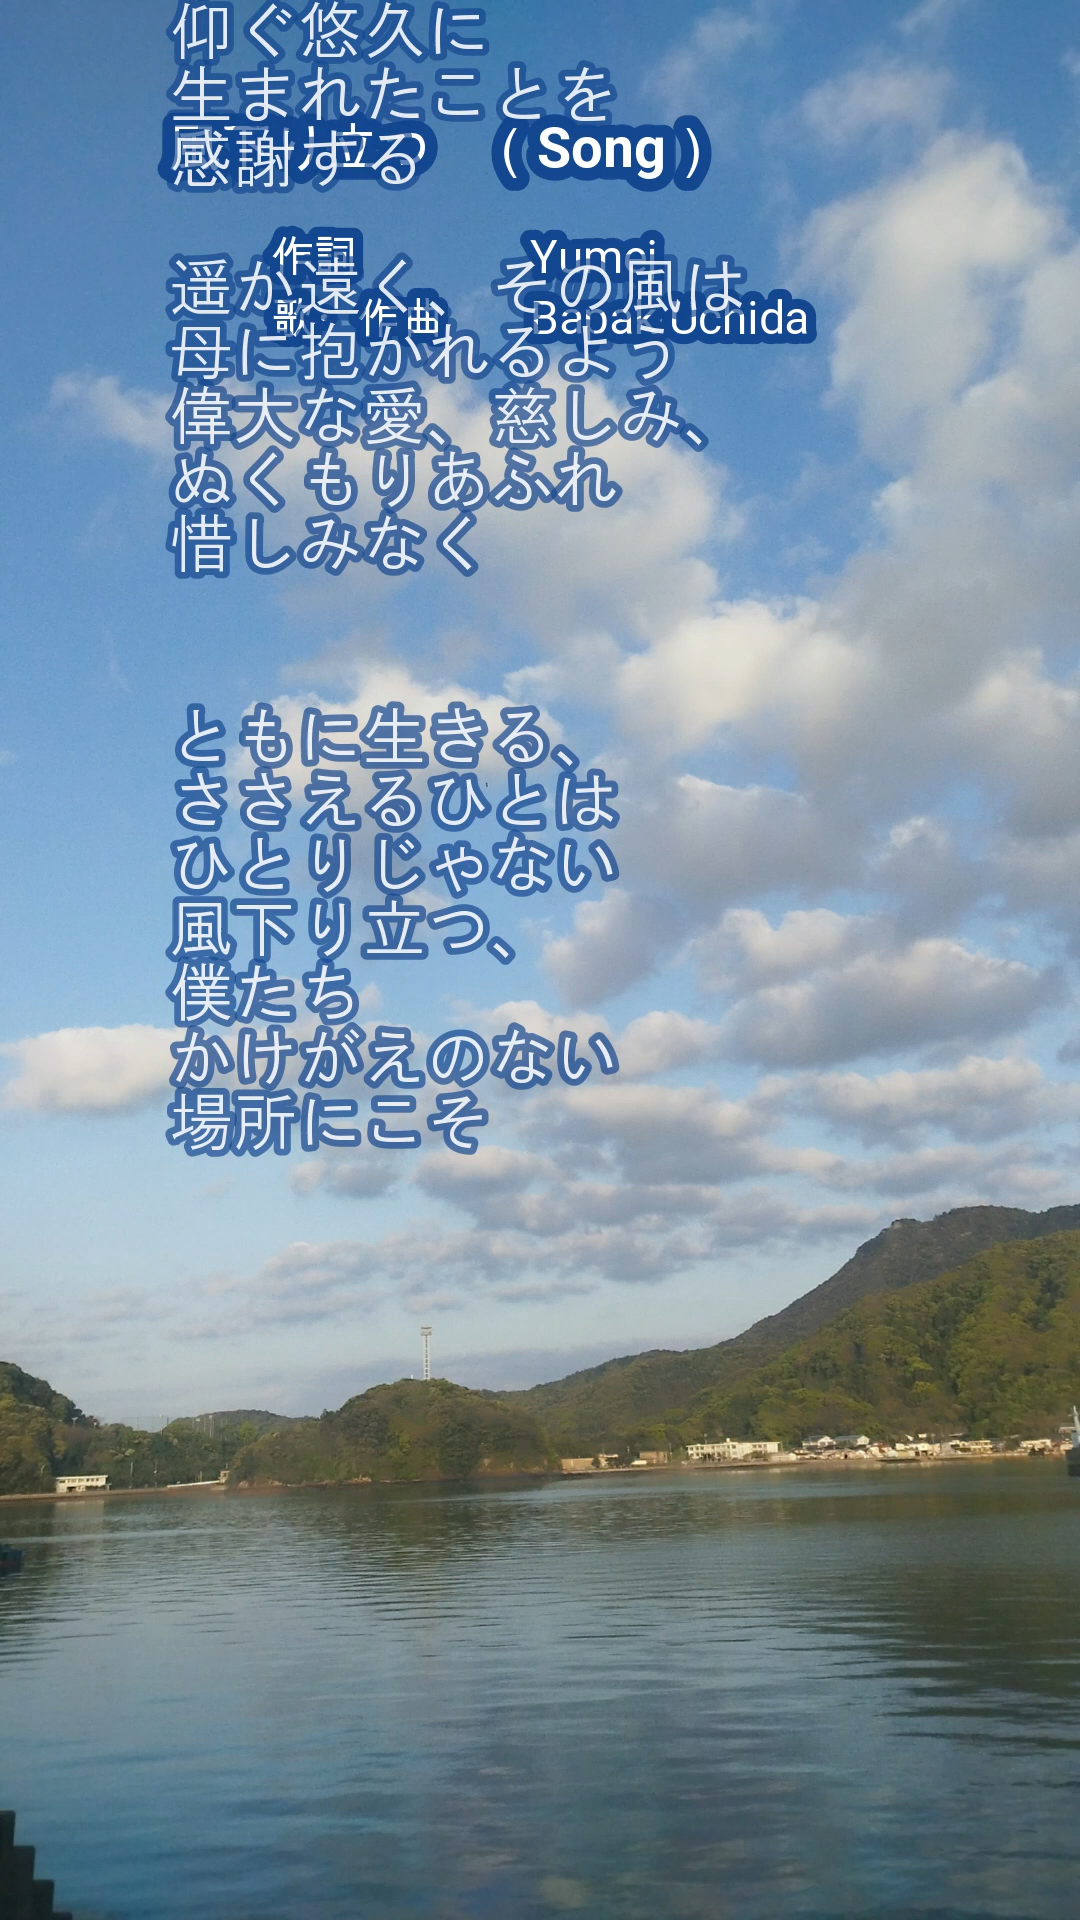 仰ぐ悠久に
生まれたことを
感謝する
立つ (Song)
作詞 Yumei
遥か遠く、その風は
歌・作曲 Bapak Uchida
母に抱かれるよう
偉大な愛、慈しみ、
ぬくもりあふれ
惜しみなく
ともに生きる、
ささえるひとは
ひとりじゃない
風下り立つ、
僕たち
かけがえのない
場所にこそ